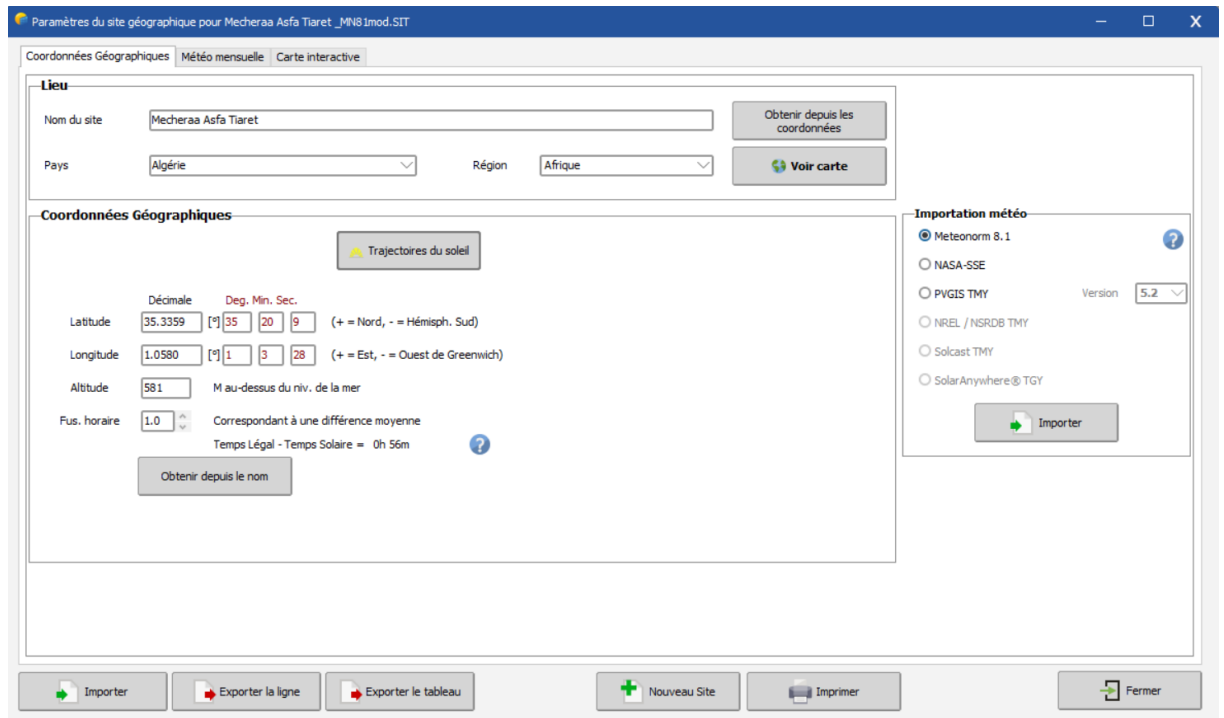 Paramètres du site géographique pour Mecheraa Asfa Tiaret _MN81mod.SIT
Coordonnées Géographiques Météo mensuelle Carte interactive
Lieu
Nom du site Mecheraa Asfa Tiaret
Obtenir depuis les
coordonnées
Pays Algérie Région Afrique Voir carte
Coordonnées Géographiques
Trajectoires du soleil
Décimale Deg. Min. Sec.
Latitude 35.3359 [°] 35 20 9 (+ = Nord, - = Hémisph. Sud)
Longitude 1.0580 [°] 1 3 28 (+ = Est, - = Ouest de Greenwich)
Altitude 581 M au-dessus du niv. de la mer
Fus. horaire 1.0 Correspondant à une différence moyenne
Temps Légal - Temps Solaire = 0h 56m ?
Obtenir depuis le nom
Importation météo
Meteonorm 8.1 ?
NASA-SSE
PVGIS TMY Version 5.2
NREL / NSRDB TMY
Solcast TMY
SolarAnywhere® TGY
Importer
Importer Exporter la ligne Exporter le tableau Nouveau Site Imprimer Fermer